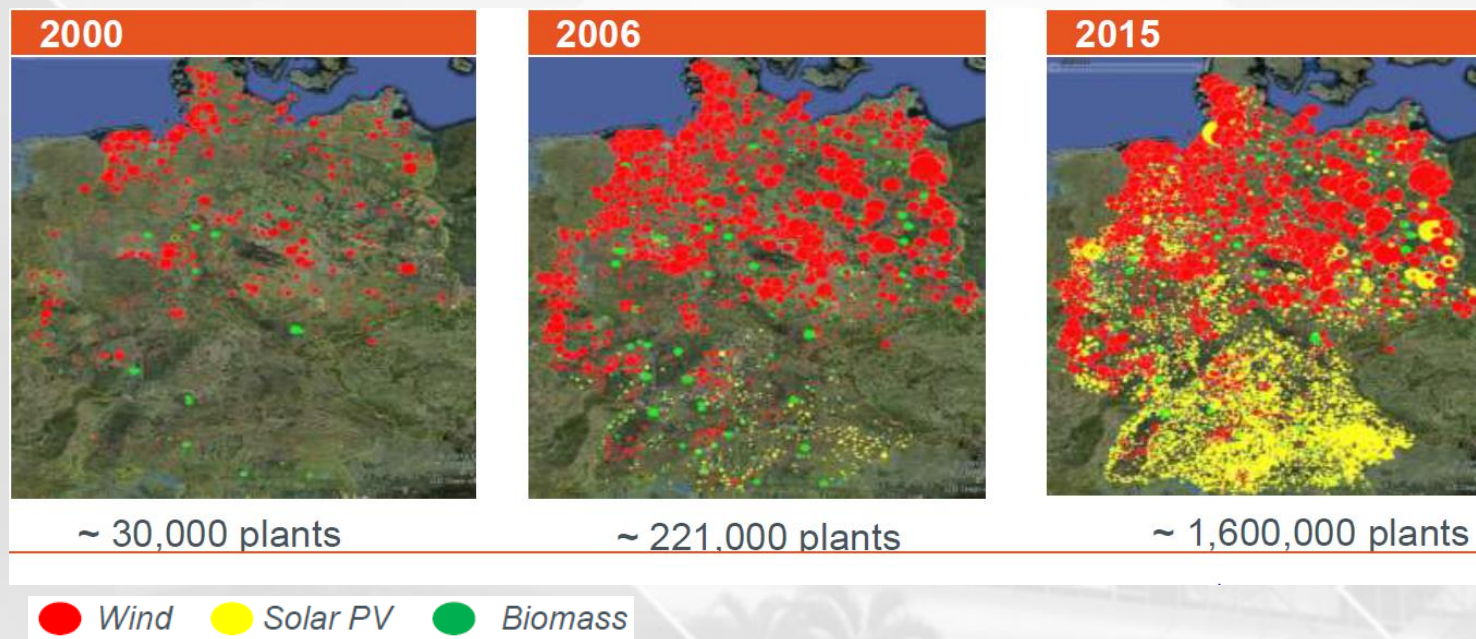 2000
2006
2015
~ 30,000 plants
~ 221,000 plants
~ 1,600,000 plants
Wind
Solar PV
Biomass